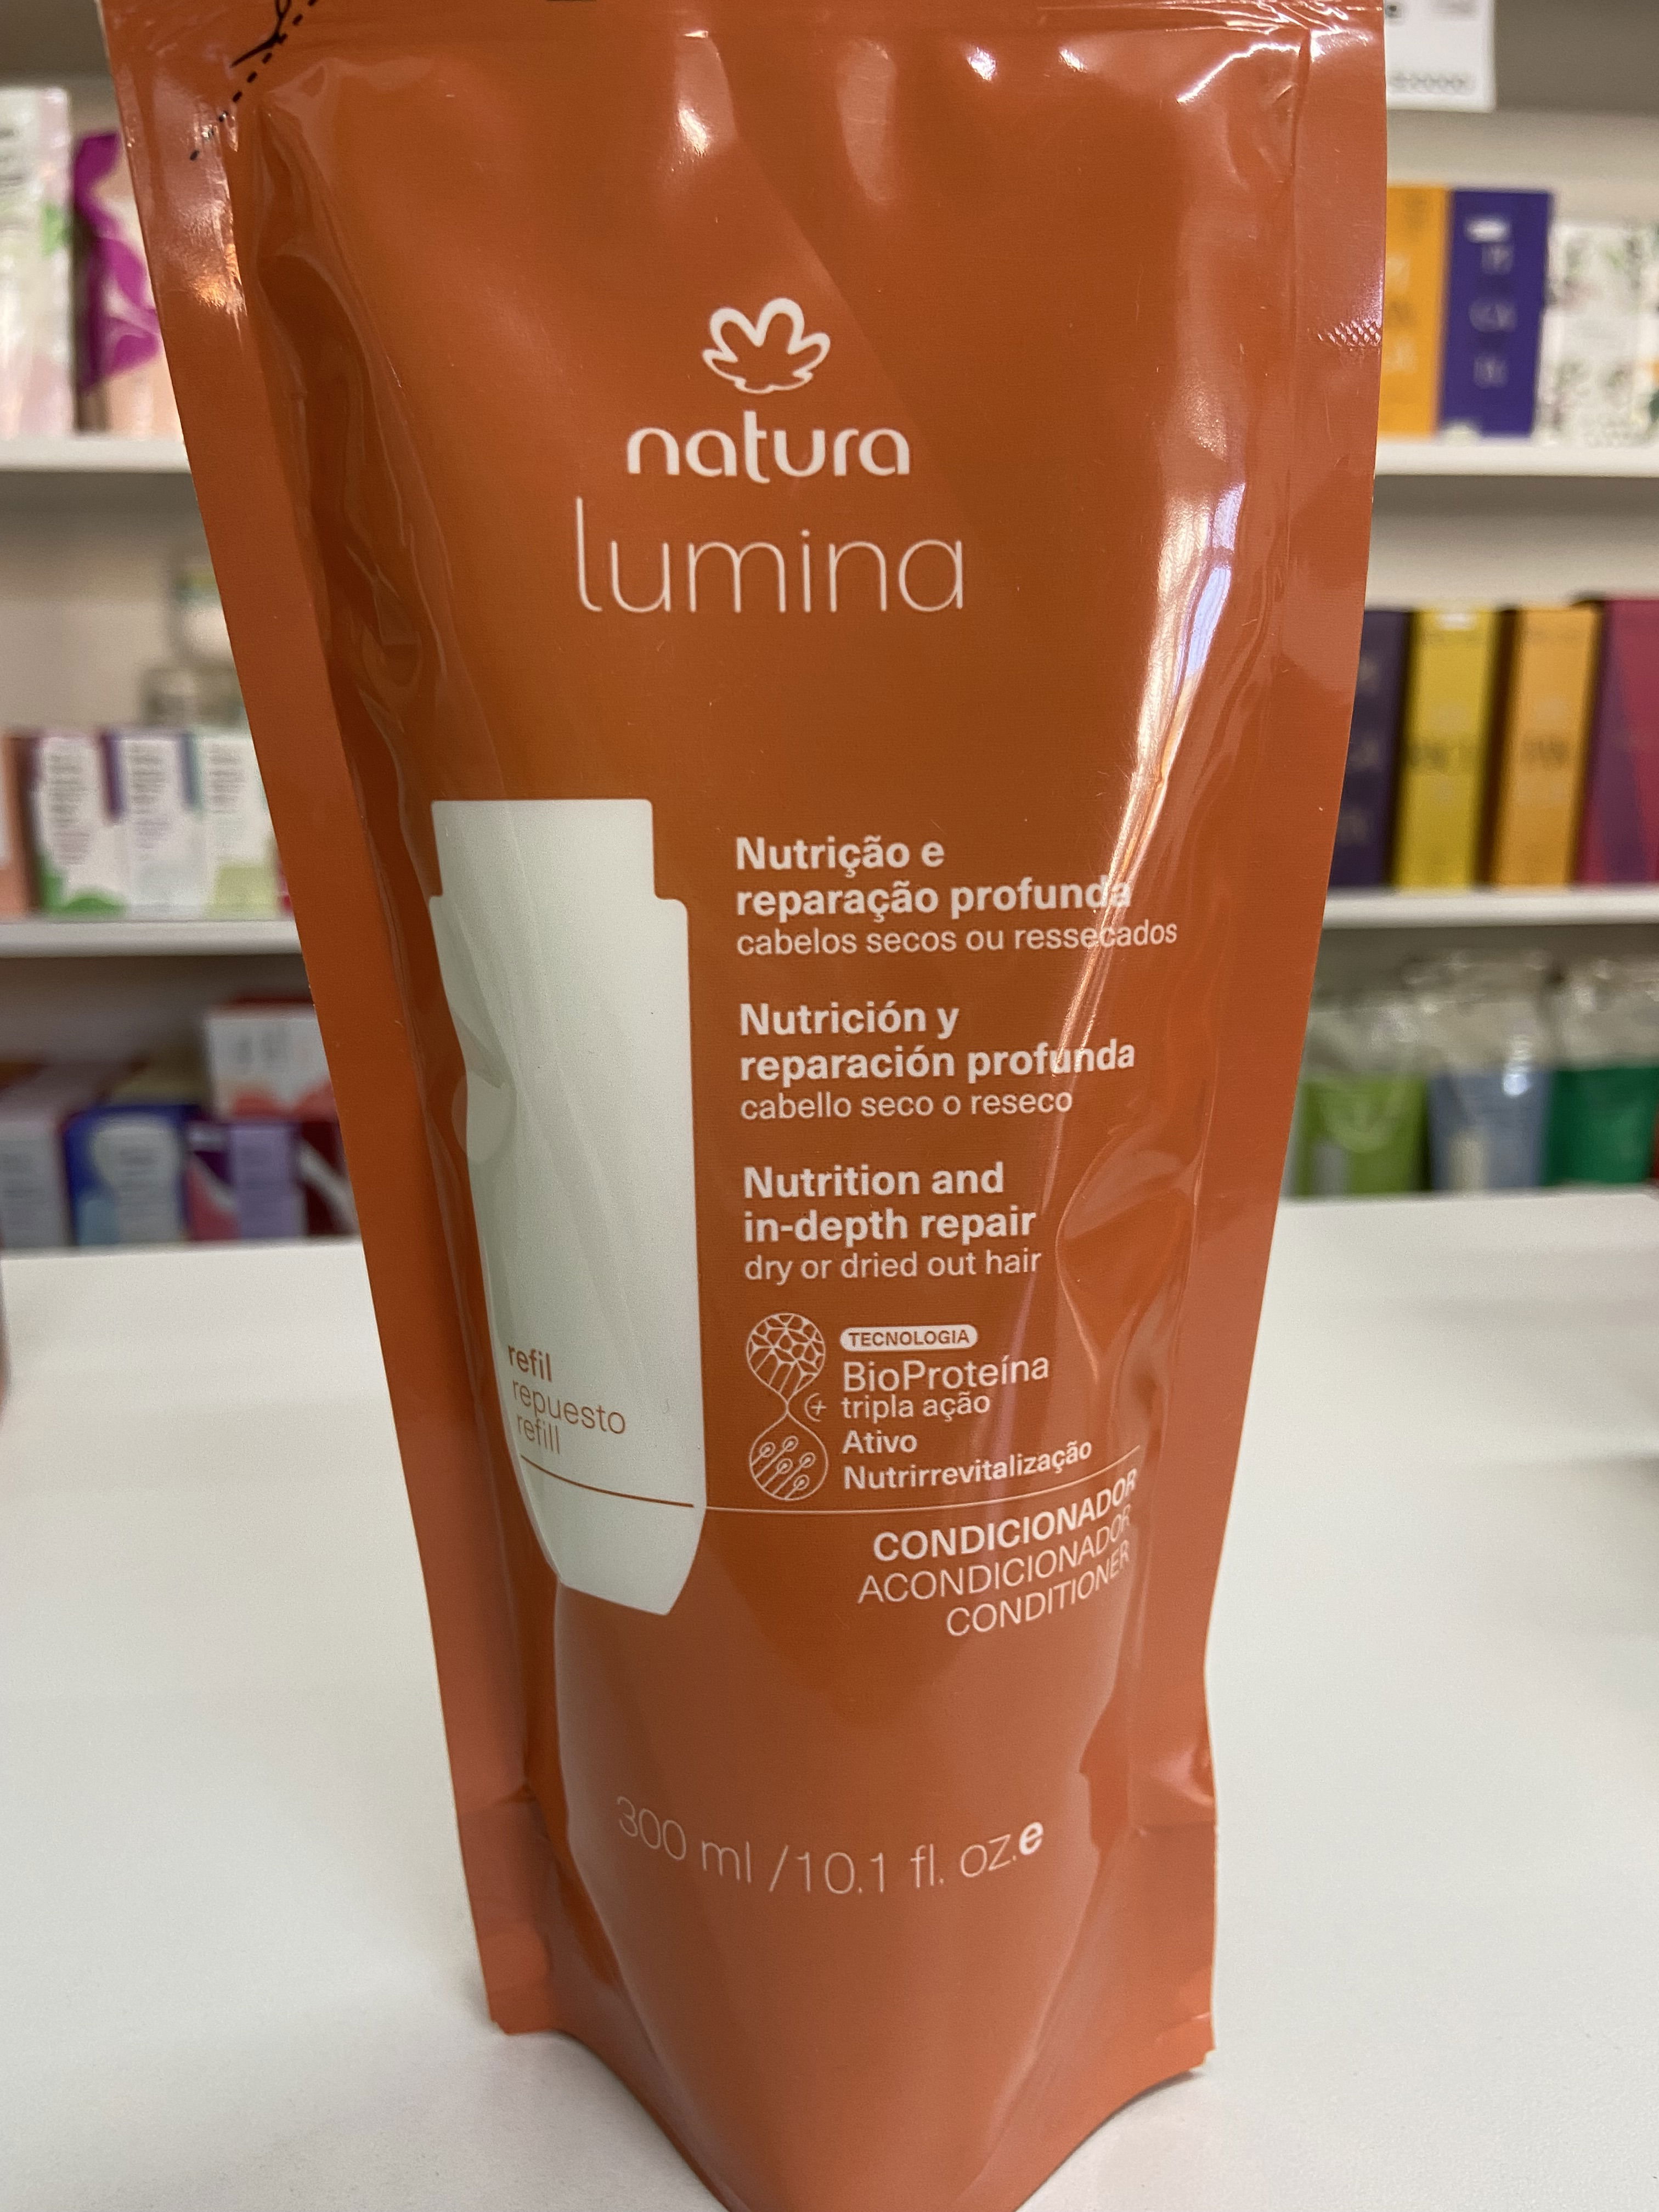 natura
lumina
Nutrição e
reparação profunda
cabelos secos ou ressecados
Nutrición y
reparación profunda
cabello seco o reseco
Nutrition and
in-depth repair
dry or dried out hair
TECNOLOGIA
BioProteína
tripla ação
+
Ativo
Nutrirrevitalização
refil
repuesto
refill
CONDICIONADOR
ACONDICIONADOR
CONDITIONER
300 ml /10.1 fl. oz.e